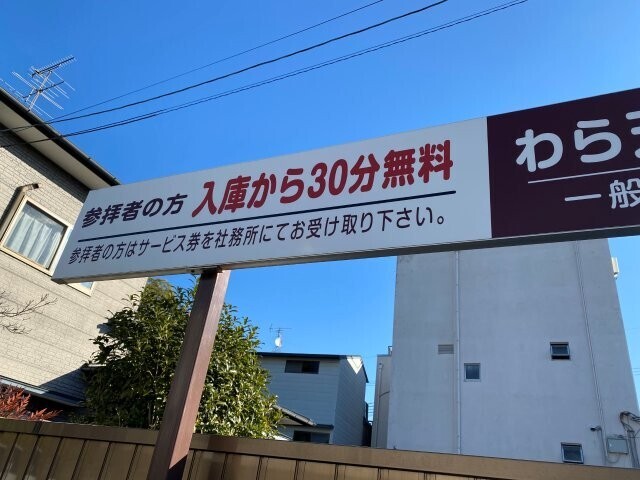 参拝者の方 入庫から30分無料
参拝者の方はサービス券を社務所にてお受け取り下さい。
わら
一般